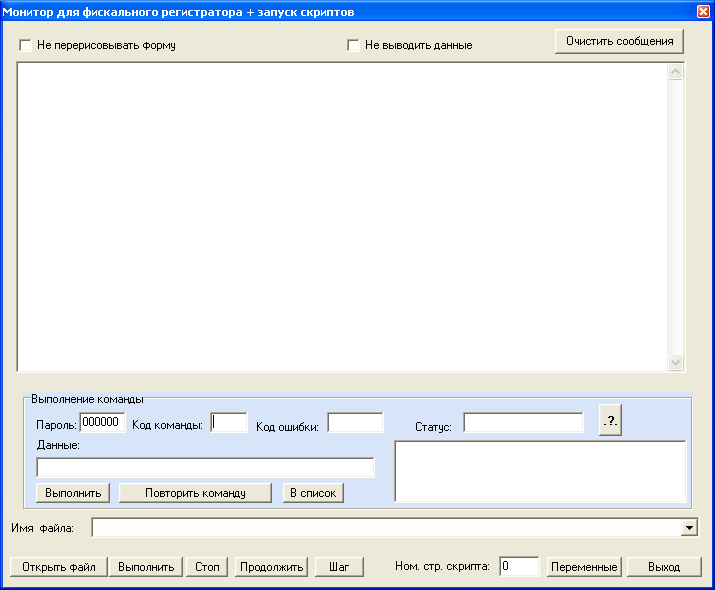 Монитор для фискального регистратора + запуск скриптов
Не перерисовывать форму
Не выводить данные
Очистить сообщения
Выполнение команды
Пароль: 000000 Код команды: Код ошибки: Статус: .?.
Данные:
Выполнить Повторить команду В список
Имя файла:
Открыть файл Выполнить Стоп Продолжить Шаг Ном. стр. скрипта: 0 Переменные Выход